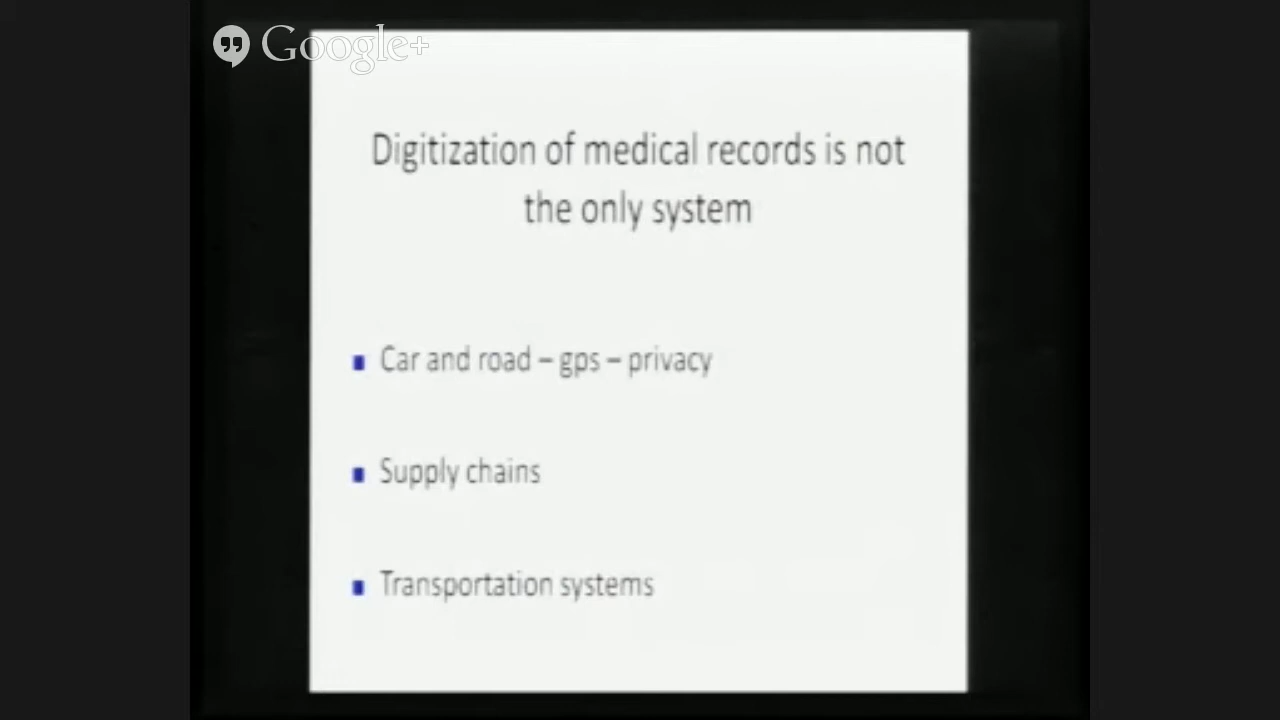 Google+
Digitization of medical records is not
the only system
Car and road – gps – privacy
Supply chains
Transportation systems